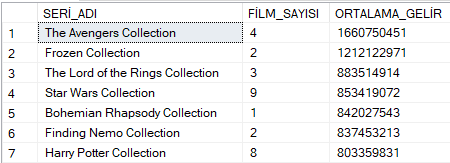 SERİ_ADI FİLM_SAYISI ORTALAMA_GELİR
1 The Avengers Collection 4 1660750451
2 Frozen Collection 2 1212122971
3 The Lord of the Rings Collection 3 883514914
4 Star Wars Collection 9 853419072
5 Bohemian Rhapsody Collection 1 842027543
6 Finding Nemo Collection 2 837453213
7 Harry Potter Collection 8 803359831